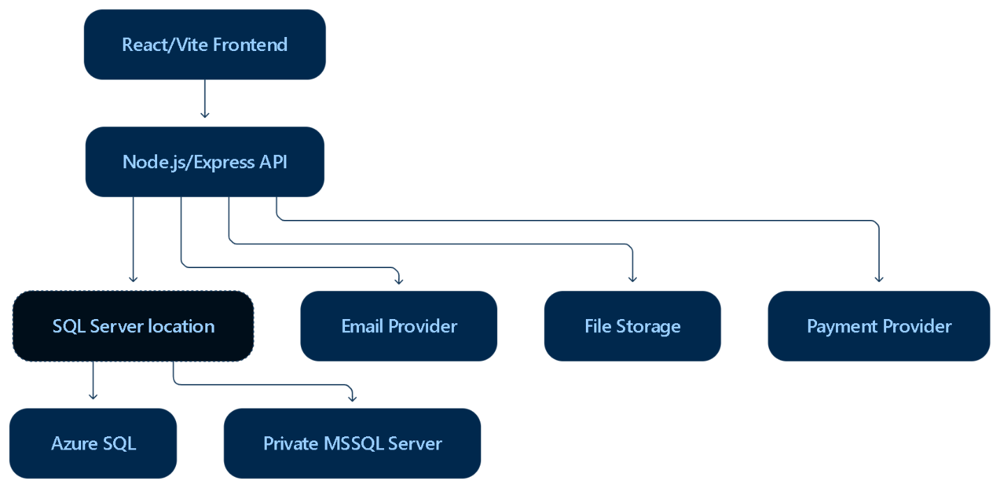 React/Vite Frontend
Node.js/Express API
SQL Server location
Email Provider
File Storage
Payment Provider
Azure SQL
Private MSSQL Server